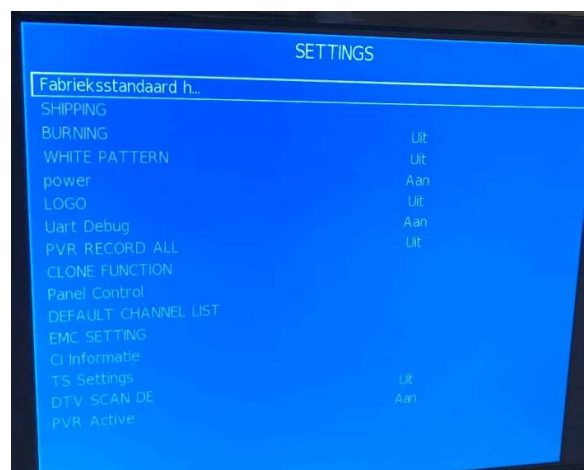 SETTINGS
Fabrieksstandaard h...
SHIPPING
BURNING Uit
WHITE PATTERN Uit
power Aan
LOGO Uit
Uart Debug Aan
PVR RECORD ALL Uit
CLONE FUNCTION
Panel Control
DEFAULT CHANNEL LIST
EMC SETTING
CI Informatie
TS Settings
DTV SCAN DE Uit
PVR Active Aan